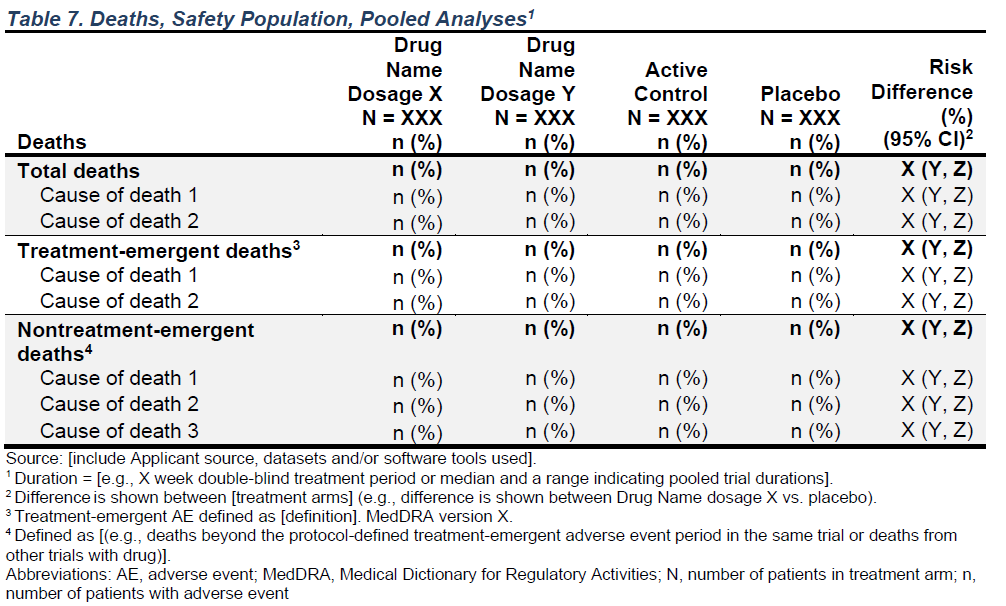 Table 7. Deaths, Safety Population, Pooled Analyses1
Deaths Drug Name Dosage X N = XXX n (%) Drug Name Dosage Y N = XXX n (%) Active Control N = XXX n (%) Placebo N = XXX n (%) Risk Difference (%) (95% CI)2
Total deaths n (%) n (%) n (%) n (%) X (Y, Z)
Cause of death 1 n (%) n (%) n (%) n (%) X (Y, Z)
Cause of death 2 n (%) n (%) n (%) n (%) X (Y, Z)
Treatment-emergent deaths3 n (%) n (%) n (%) n (%) X (Y, Z)
Cause of death 1 n (%) n (%) n (%) n (%) X (Y, Z)
Cause of death 2 n (%) n (%) n (%) n (%) X (Y, Z)
Nontreatment-emergent n (%) n (%) n (%) n (%) X (Y, Z)
deaths4
Cause of death 1 n (%) n (%) n (%) n (%) X (Y, Z)
Cause of death 2 n (%) n (%) n (%) n (%) X (Y, Z)
Cause of death 3 n (%) n (%) n (%) n (%) X (Y, Z)
Source: [include Applicant source, datasets and/or software tools used].
1 Duration = [e.g., X week double-blind treatment period or median and a range indicating pooled trial durations].
2 Difference is shown between [treatment arms] (e.g., difference is shown between Drug Name dosage X vs. placebo).
3 Treatment-emergent AE defined as [definition]. MedDRA version X.
4 Defined as [(e.g., deaths beyond the protocol-defined treatment-emergent adverse event period in the same trial or deaths from
other trials with drug)].
Abbreviations: AE, adverse event; MedDRA, Medical Dictionary for Regulatory Activities; N, number of patients in treatment arm; n,
number of patients with adverse event